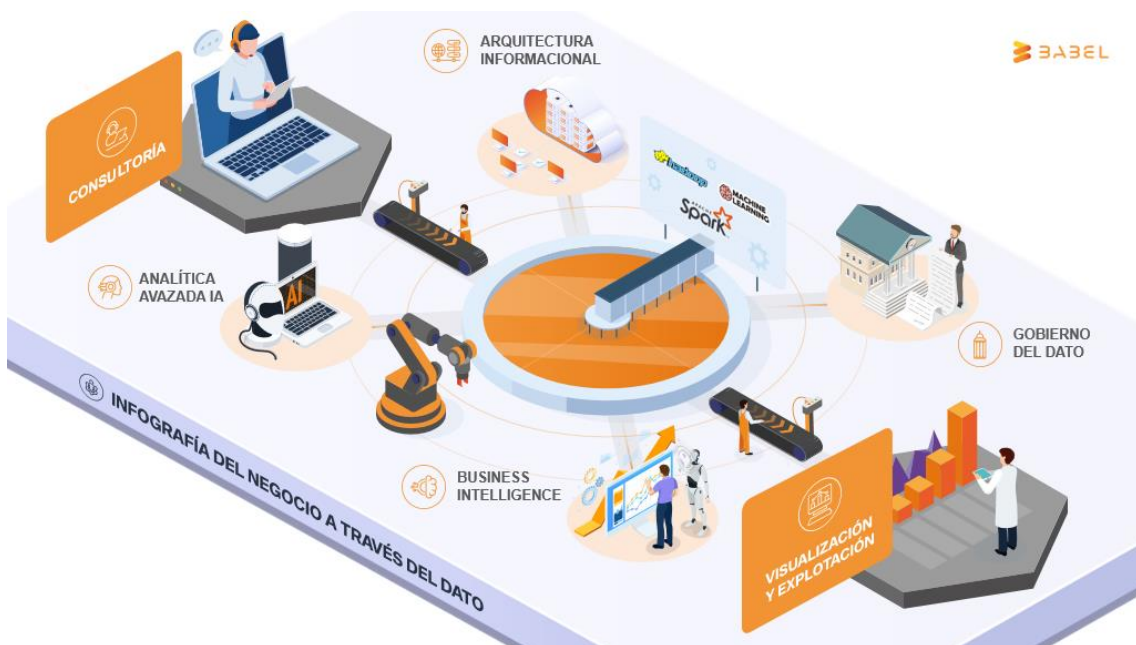 ARQUITECTURA
INFORMACIONAL
BABEL
CONSULTORÍA
hadoop
MACHINE
LEARNING
APACHE
Spark
ANALÍTICA
AVAZADA IA
AI
GOBIERNO
DEL DATO
INFOGRAFÍA DEL NEGOCIO A TRAVÉS DEL DATO
BUSINESS
INTELLIGENCE
VISUALIZACIÓN
Y EXPLOTACIÓN